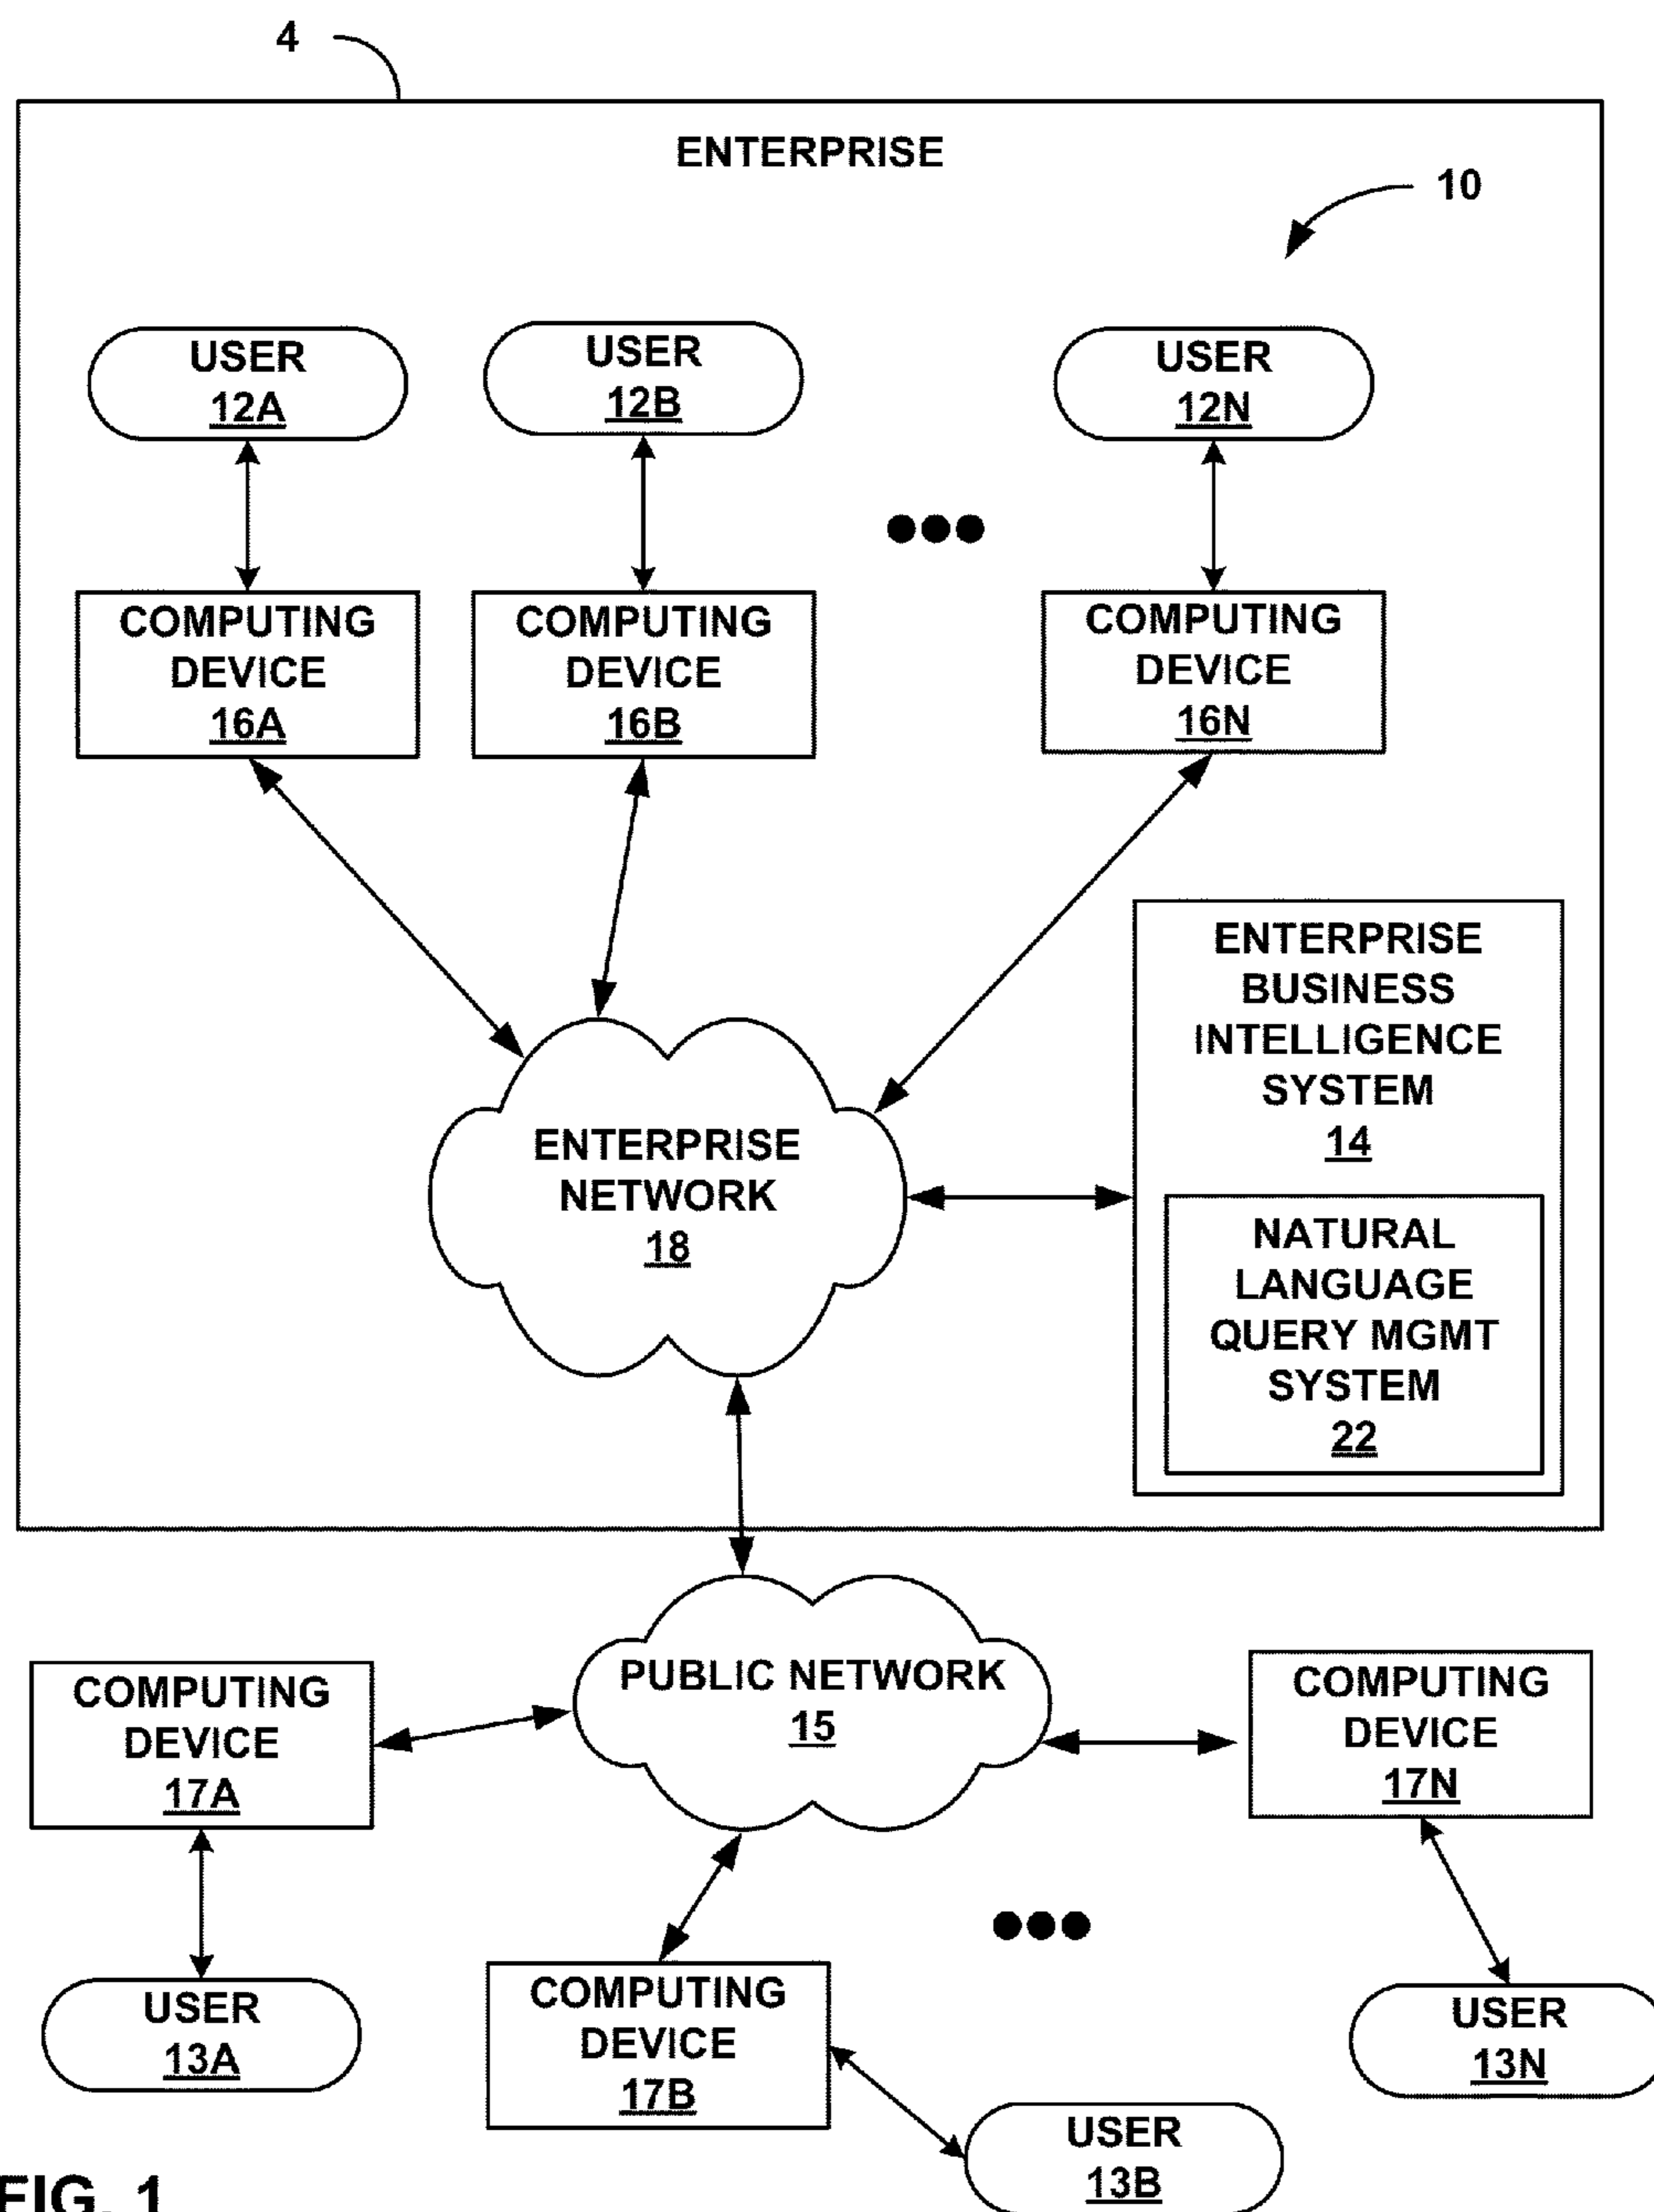 4
ENTERPRISE
10
USER
12A
USER
12B
USER
12N
COMPUTING
DEVICE
16A
COMPUTING
DEVICE
16B
COMPUTING
DEVICE
16N
ENTERPRISE
BUSINESS
INTELLIGENCE
SYSTEM
14
ENTERPRISE
NETWORK
18
NATURAL
LANGUAGE
QUERY MGMT
SYSTEM
22
PUBLIC NETWORK
15
COMPUTING
DEVICE
17A
COMPUTING
DEVICE
17N
USER
13A
COMPUTING
DEVICE
17B
USER
13N
USER
13B
FIG. 1